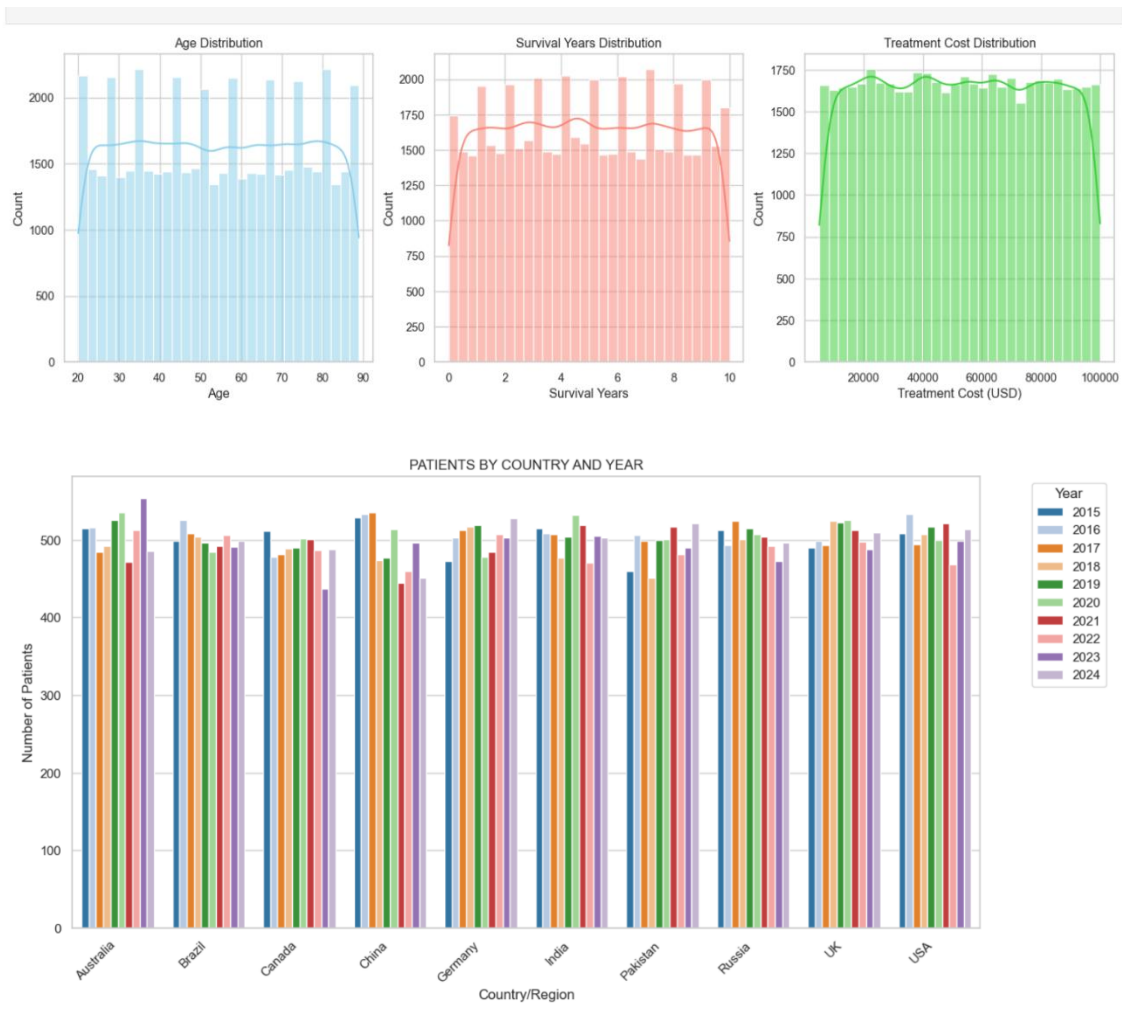 Age Distribution
Count
2000
1500
1000
500
0
20 30 40 50 60 70 80 90
Age
Survival Years Distribution
Count
2000
1750
1500
1250
1000
750
500
250
0
0 2 4 6 8 10
Survival Years
Treatment Cost Distribution
Count
1750
1500
1250
1000
750
500
250
0
20000 40000 60000 80000 100000
Treatment Cost (USD)
PATIENTS BY COUNTRY AND YEAR
Number of Patients
500
400
300
200
100
0
Australia Brazil Canada China Germany India Pakistan Russia UK USA
Country/Region
Year
2015
2016
2017
2018
2019
2020
2021
2022
2023
2024